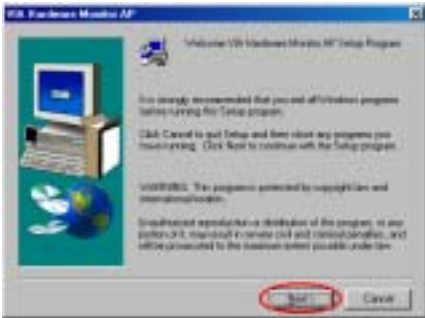 VIA Hardware Monitor AP
Welcome VIA Hardware Monitor AP Setup Program
It is strongly recommended that you exit all Windows programs
before running this Setup program.
Click Cancel to quit Setup and then close any programs you
have running. Click Next to continue with the Setup program.
WARNING: This program is protected by copyright law and
international treaties.
Unauthorized reproduction or distribution of this program, or any
portion of it, may result in severe civil and criminal penalties, and
will be prosecuted to the maximum extent possible under law.
Next >
Cancel